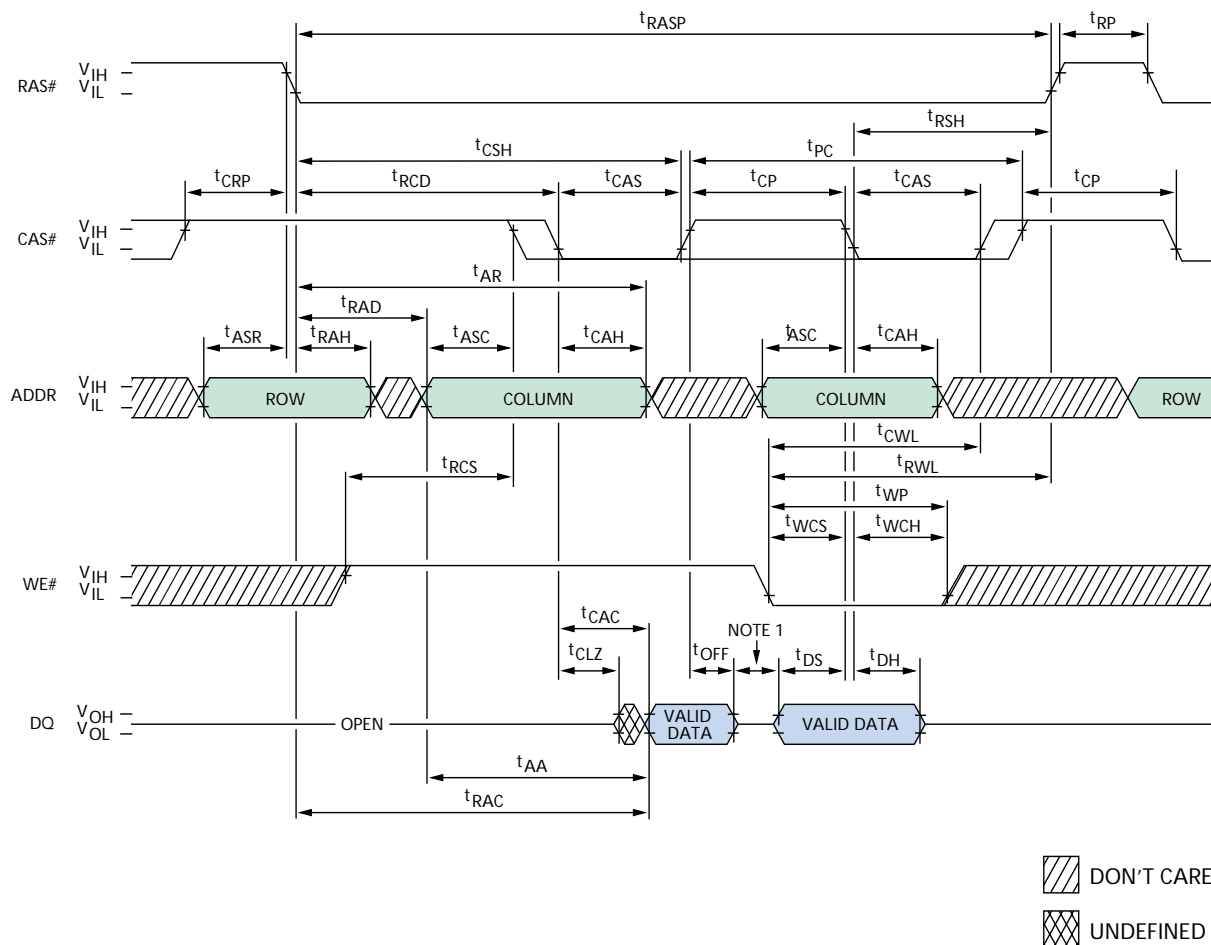 tRASP
tRP
RAS#
VIH
VIL
tRSH
tCSH
tPC
tCRP
tRCD
tCAS
tCP
tCAS
tCP
CAS#
VIH
VIL
tAR
tRAD
tASR
tRAH
tASC
tCAH
tASC
tCAH
ADDR
VIH
VIL
ROW
COLUMN
COLUMN
ROW
tCWL
tRCS
tRWL
tWP
tWCS
tWCH
WE#
VIH
VIL
tCAC
NOTE 1
tCLZ
tOFF
tDS
tDH
DQ
VOH
VOL
OPEN
VALID
DATA
VALID DATA
tAA
tRAC
DON'T CARE
UNDEFINED